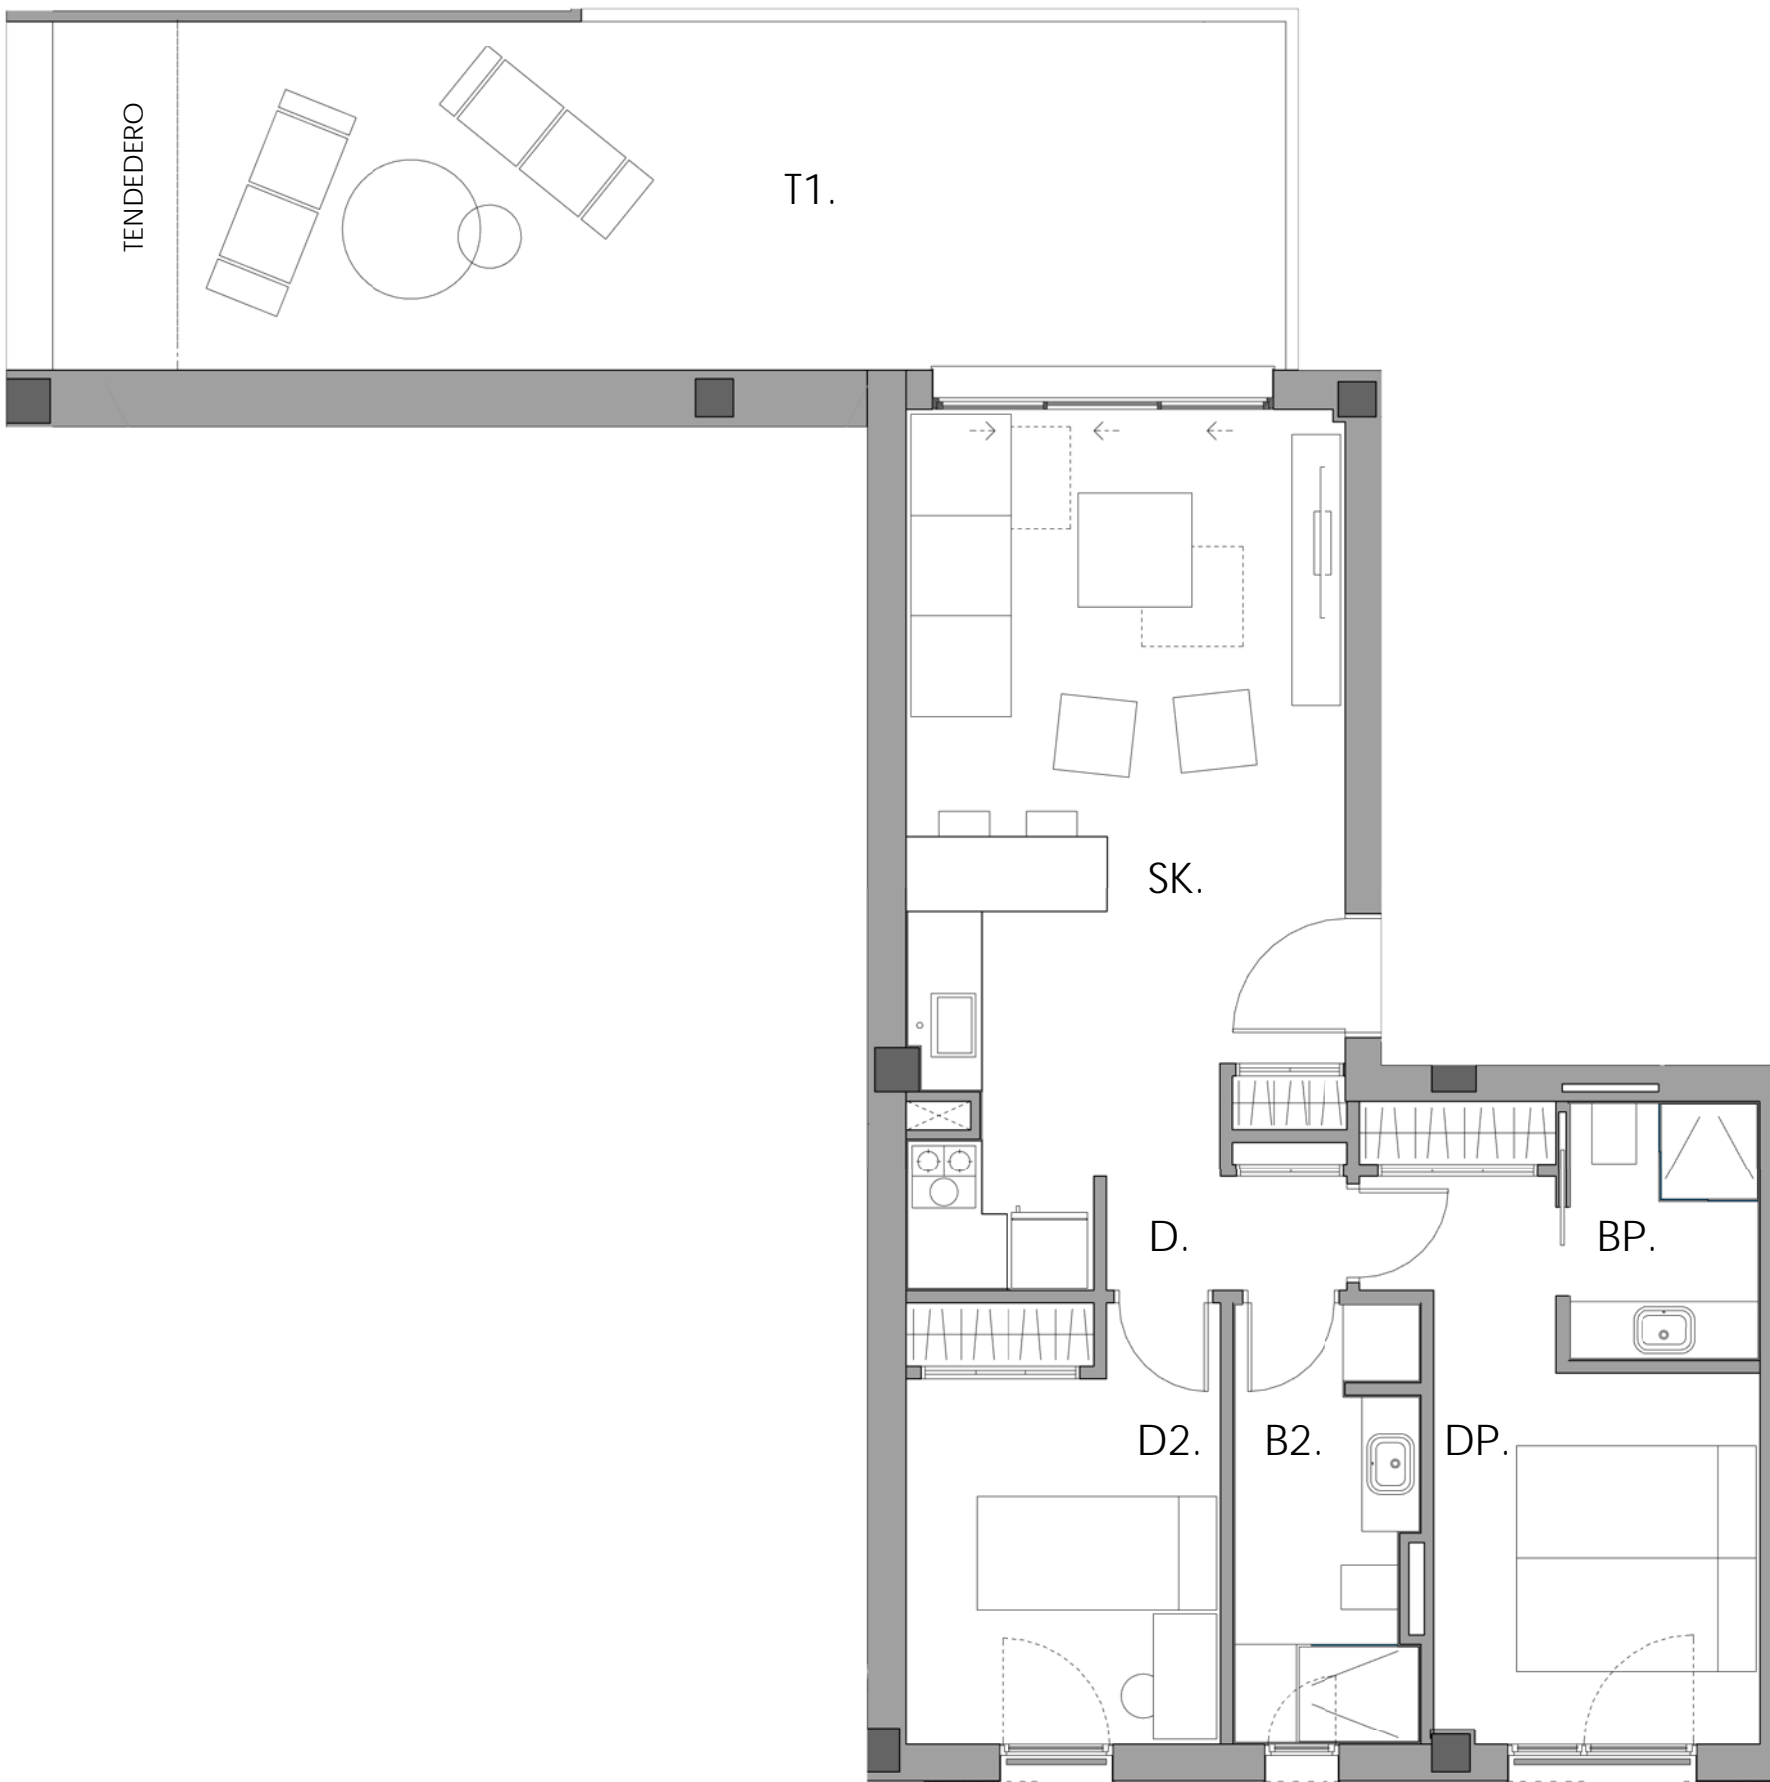 TENDEDERO
T1.
SK.
D.
BP.
D2.
B2.
DP.